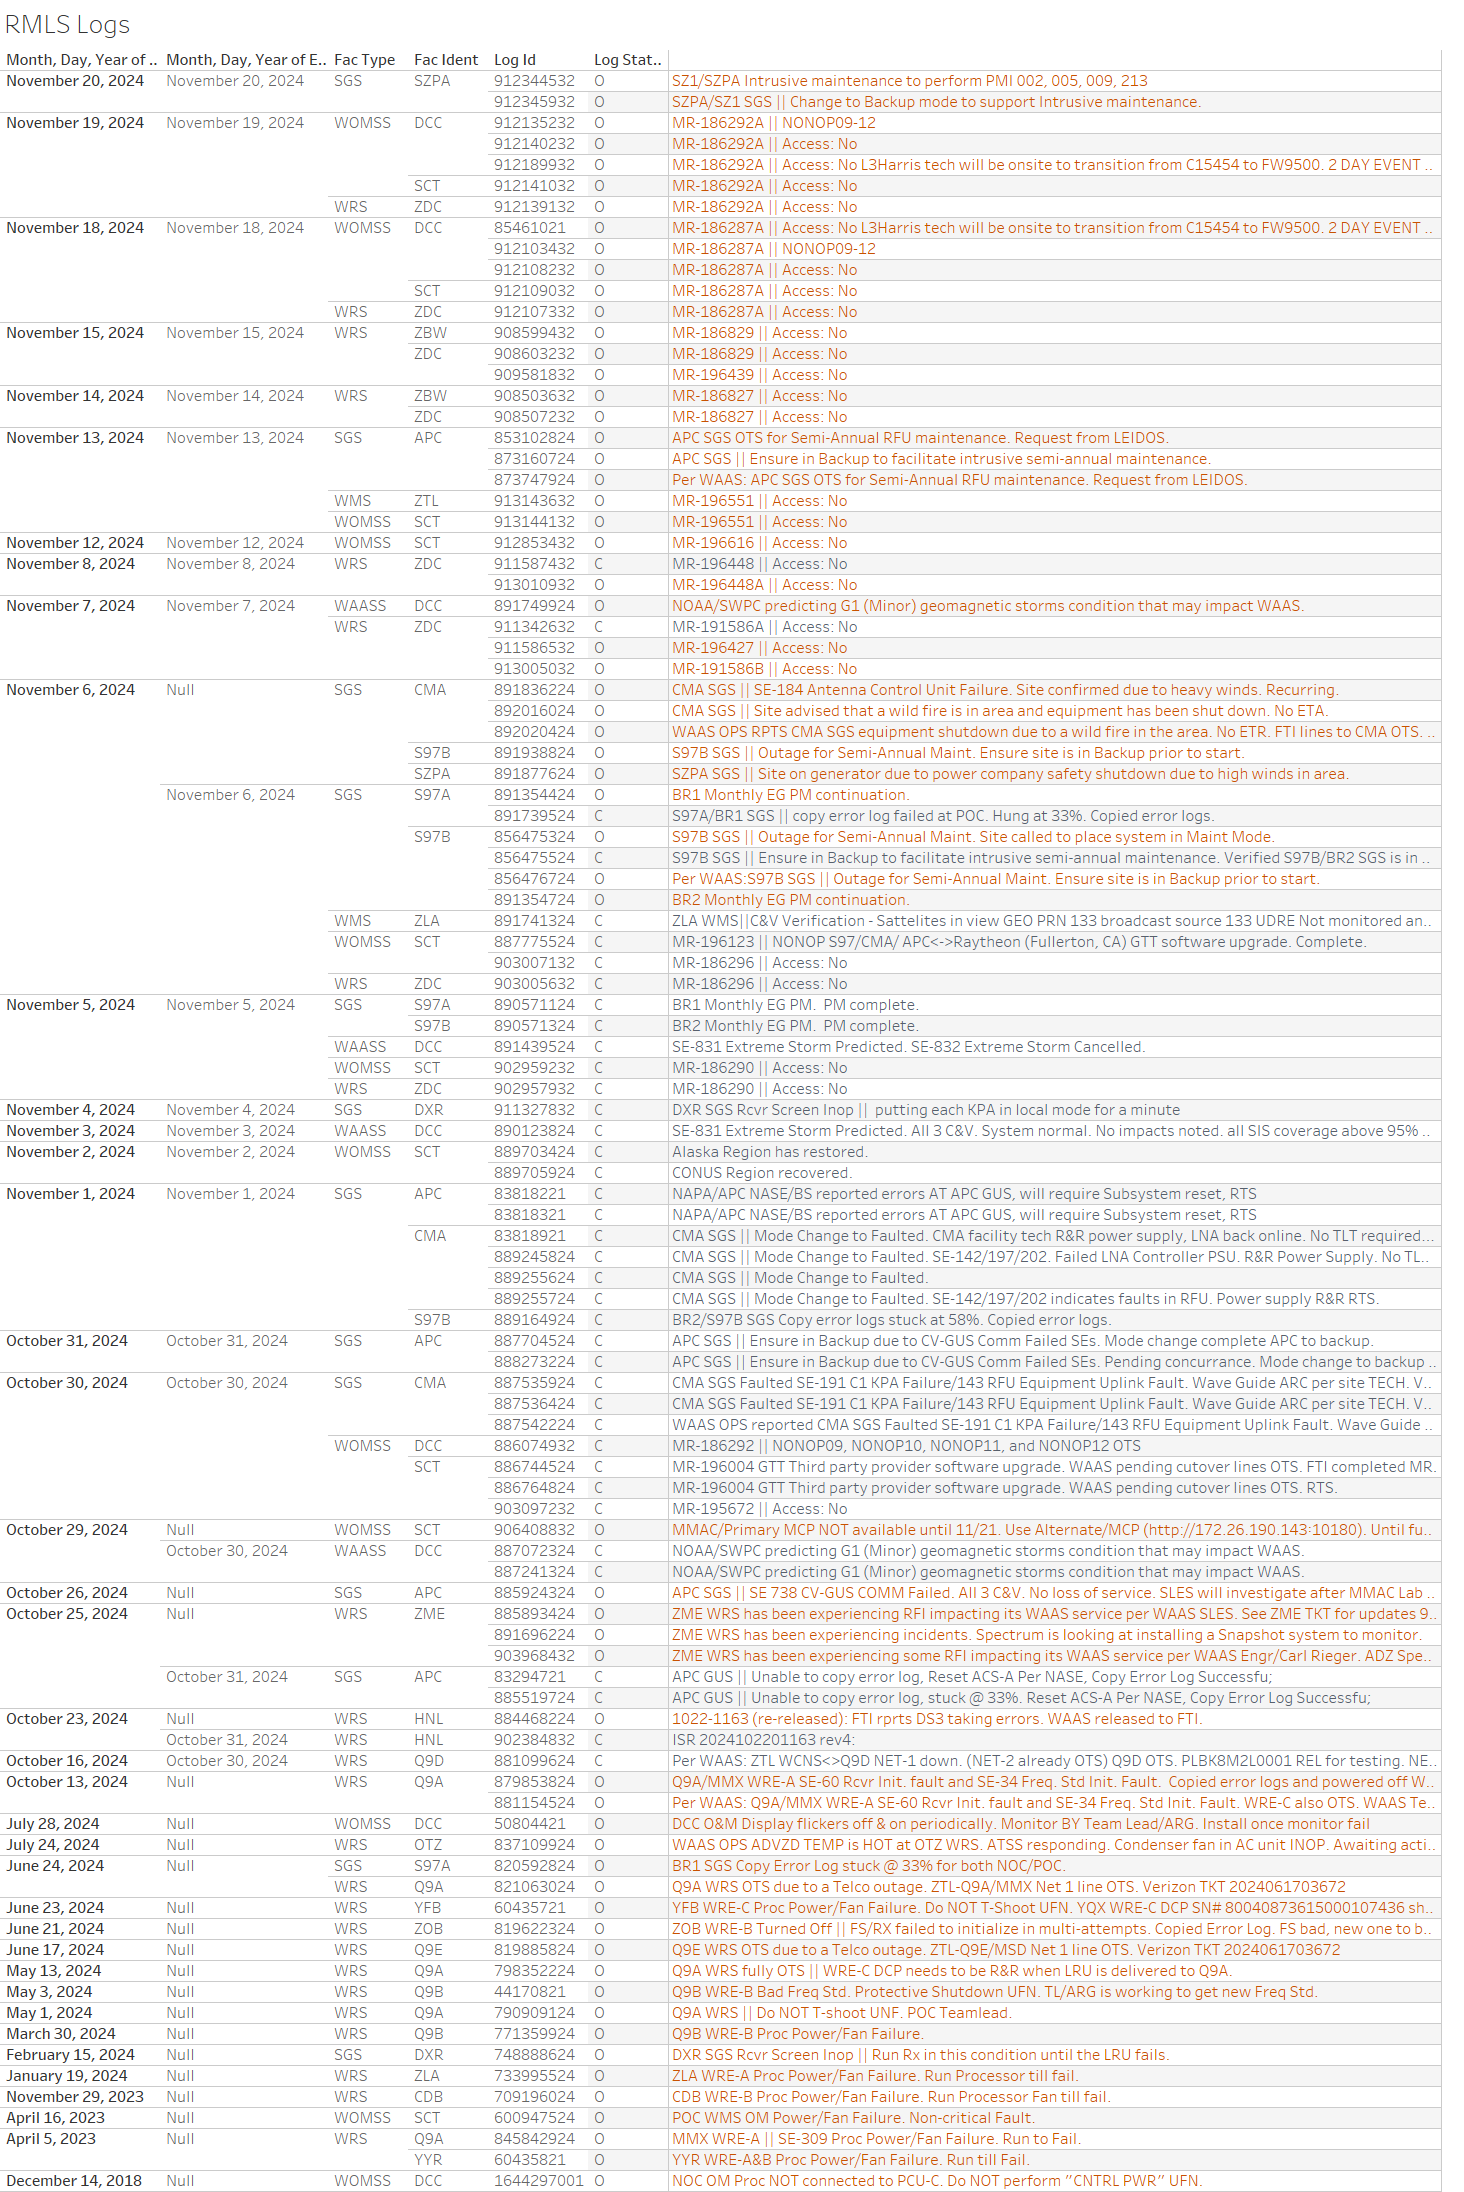 RMLS Logs
Month, Day, Year of .. Month, Day, Year of E.. Fac Type Fac Ident Log Id Log Stat..
November 20, 2024 November 20, 2024 SGS SZPA 912344532 O SZ1/SZPA Intrusive maintenance to perform PMI 002, 005, 009, 213
912345932 O SZPA/SZ1 SGS || Change to Backup mode to support Intrusive maintenance.
November 19, 2024 November 19, 2024 WOMSS DCC 912135232 O MR-186292A || NONOP09-12
912140232 O MR-186292A || Access: No
912189932 O MR-186292A || Access: No L3Harris tech will be onsite to transition from C15454 to FW9500. 2 DAY EVENT ..
SCT 912141032 O MR-186292A || Access: No
WRS ZDC 912139132 O MR-186292A || Access: No
November 18, 2024 November 18, 2024 WOMSS DCC 85461021 O MR-186287A || Access: No L3Harris tech will be onsite to transition from C15454 to FW9500. 2 DAY EVENT ..
912103432 O MR-186287A || NONOP09-12
912108232 O MR-186287A || Access: No
SCT 912109032 O MR-186287A || Access: No
WRS ZDC 912107332 O MR-186287A || Access: No
November 15, 2024 November 15, 2024 WRS ZBW 908599432 O MR-186829 || Access: No
ZDC 908603232 O MR-186829 || Access: No
909581832 O MR-196439 || Access: No
November 14, 2024 November 14, 2024 WRS ZBW 908503632 O MR-186827 || Access: No
ZDC 908507232 O MR-186827 || Access: No
November 13, 2024 November 13, 2024 SGS APC 853102824 O APC SGS OTS for Semi-Annual RFU maintenance. Request from LEIDOS.
873160724 O APC SGS || Ensure in Backup to facilitate intrusive semi-annual maintenance.
873747924 O Per WAAS: APC SGS OTS for Semi-Annual RFU maintenance. Request from LEIDOS.
WMS ZTL 913143632 O MR-196551 || Access: No
WOMSS SCT 913144132 O MR-196551 || Access: No
November 12, 2024 November 12, 2024 WOMSS SCT 912853432 O MR-196616 || Access: No
November 8, 2024 November 8, 2024 WRS ZDC 911587432 C MR-196448 || Access: No
913010932 O MR-196448A || Access: No
November 7, 2024 November 7, 2024 WAASS DCC 891749924 O NOAA/SWPC predicting G1 (Minor) geomagnetic storms condition that may impact WAAS.
WRS ZDC 911342632 C MR-191586A || Access: No
911586532 O MR-196427 || Access: No
913005032 O MR-191586B || Access: No
November 6, 2024 Null SGS CMA 891836224 O CMA SGS || SE-184 Antenna Control Unit Failure. Site confirmed due to heavy winds. Recurring.
892016024 O CMA SGS || Site advised that a wild fire is in area and equipment has been shut down. No ETA.
892020424 O WAAS OPS RPTS CMA SGS equipment shutdown due to a wild fire in the area. No ETR. FTI lines to CMA OTS. ..
S97B 891938824 O S97B SGS || Outage for Semi-Annual Maint. Ensure site is in Backup prior to start.
SZPA 891877624 O SZPA SGS || Site on generator due to power company safety shutdown due to high winds in area.
November 6, 2024 SGS S97A 891354424 O BR1 Monthly EG PM continuation.
891739524 C S97A/BR1 SGS || copy error log failed at POC. Hung at 33%. Copied error logs.
S97B 856475324 O S97B SGS || Outage for Semi-Annual Maint. Site called to place system in Maint Mode.
856475524 C S97B SGS || Ensure in Backup to facilitate intrusive semi-annual maintenance. Verified S97B/BR2 SGS is in ..
856476724 O Per WAAS:S97B SGS || Outage for Semi-Annual Maint. Ensure site is in Backup prior to start.
891354724 O BR2 Monthly EG PM continuation.
WMS ZLA 891741324 C ZLA WMS||C&V Verification - Sattelites in view GEO PRN 133 broadcast source 133 UDRE Not monitored an..
WOMSS SCT 887775524 C MR-196123 || NONOP S97/CMA/ APC<->Raytheon (Fullerton, CA) GTT software upgrade. Complete.
903007132 C MR-186296 || Access: No
WRS ZDC 903005632 C MR-186296 || Access: No
November 5, 2024 November 5, 2024 SGS S97A 890571124 C BR1 Monthly EG PM.  PM complete.
S97B 890571324 C BR2 Monthly EG PM.  PM complete.
WAASS DCC 891439524 C SE-831 Extreme Storm Predicted. SE-832 Extreme Storm Cancelled.
WOMSS SCT 902959232 C MR-186290 || Access: No
WRS ZDC 902957932 C MR-186290 || Access: No
November 4, 2024 November 4, 2024 SGS DXR 911327832 C DXR SGS Rcvr Screen Inop ||  putting each KPA in local mode for a minute
November 3, 2024 November 3, 2024 WAASS DCC 890123824 C SE-831 Extreme Storm Predicted. All 3 C&V. System normal. No impacts noted. all SIS coverage above 95% ..
November 2, 2024 November 2, 2024 WOMSS SCT 889703424 C Alaska Region has restored.
889705924 C CONUS Region recovered.
November 1, 2024 November 1, 2024 SGS APC 83818221 C NAPA/APC NASE/BS reported errors AT APC GUS, will require Subsystem reset, RTS
83818321 C NAPA/APC NASE/BS reported errors AT APC GUS, will require Subsystem reset, RTS
CMA 83818921 C CMA SGS || Mode Change to Faulted. CMA facility tech R&R power supply, LNA back online. No TLT required...
889245824 C CMA SGS || Mode Change to Faulted. SE-142/197/202. Failed LNA Controller PSU. R&R Power Supply. No TL..
889255624 C CMA SGS || Mode Change to Faulted.
889255724 C CMA SGS || Mode Change to Faulted. SE-142/197/202 indicates faults in RFU. Power supply R&R RTS.
S97B 889164924 C BR2/S97B SGS Copy error logs stuck at 58%. Copied error logs.
October 31, 2024 October 31, 2024 SGS APC 887704524 C APC SGS || Ensure in Backup due to CV-GUS Comm Failed SEs. Mode change complete APC to backup.
888273224 C APC SGS || Ensure in Backup due to CV-GUS Comm Failed SEs. Pending concurrance. Mode change to backup ..
October 30, 2024 October 30, 2024 SGS CMA 887535924 C CMA SGS Faulted SE-191 C1 KPA Failure/143 RFU Equipment Uplink Fault. Wave Guide ARC per site TECH. V..
887536424 C CMA SGS Faulted SE-191 C1 KPA Failure/143 RFU Equipment Uplink Fault. Wave Guide ARC per site TECH. V..
887542224 C WAAS OPS reported CMA SGS Faulted SE-191 C1 KPA Failure/143 RFU Equipment Uplink Fault. Wave Guide ..
WOMSS DCC 886074932 C MR-186292 || NONOP09, NONOP10, NONOP11, and NONOP12 OTS
SCT 886744524 C MR-196004 GTT Third party provider software upgrade. WAAS pending cutover lines OTS. FTI completed MR.
886764824 C MR-196004 GTT Third party provider software upgrade. WAAS pending cutover lines OTS. RTS.
903097232 C MR-195672 || Access: No
October 29, 2024 Null WOMSS SCT 906408832 O MMAC/Primary MCP NOT available until 11/21. Use Alternate/MCP (http://172.26.190.143:10180). Until fu..
October 30, 2024 WAASS DCC 887072324 C NOAA/SWPC predicting G1 (Minor) geomagnetic storms condition that may impact WAAS.
887241324 C NOAA/SWPC predicting G1 (Minor) geomagnetic storms condition that may impact WAAS.
October 26, 2024 Null SGS APC 885924324 O APC SGS || SE 738 CV-GUS COMM Failed. All 3 C&V. No loss of service. SLES will investigate after MMAC Lab ..
October 25, 2024 Null WRS ZME 885893424 O ZME WRS has been experiencing RFI impacting its WAAS service per WAAS SLES. See ZME TKT for updates 9..
891696224 O ZME WRS has been experiencing incidents. Spectrum is looking at installing a Snapshot system to monitor.
903968432 O ZME WRS has been experiencing some RFI impacting its WAAS service per WAAS Engr/Carl Rieger. ADZ Spe..
October 31, 2024 SGS APC 83294721 C APC GUS || Unable to copy error log, Reset ACS-A Per NASE, Copy Error Log Successfu;
885519724 C APC GUS || Unable to copy error log, stuck @ 33%. Reset ACS-A Per NASE, Copy Error Log Successfu;
October 23, 2024 Null WRS HNL 884468224 O 1022-1163 (re-released): FTI rprts DS3 taking errors. WAAS released to FTI.
October 31, 2024 WRS HNL 902384832 C ISR 2024102201163 rev4:
October 16, 2024 October 30, 2024 WRS Q9D 881099624 C Per WAAS: ZTL WCNS<>Q9D NET-1 down. (NET-2 already OTS) Q9D OTS. PLBK8M2L0001 REL for testing. NE..
October 13, 2024 Null WRS Q9A 879853824 O Q9A/MMX WRE-A SE-60 Rcvr Init. fault and SE-34 Freq. Std Init. Fault.  Copied error logs and powered off W..
881154524 O Per WAAS: Q9A/MMX WRE-A SE-60 Rcvr Init. fault and SE-34 Freq. Std Init. Fault. WRE-C also OTS. WAAS Te..
July 28, 2024 Null WOMSS DCC 50804421 O DCC O&M Display flickers off & on periodically. Monitor BY Team Lead/ARG. Install once monitor fail
July 24, 2024 Null WRS OTZ 837109924 O WAAS OPS ADVZD TEMP is HOT at OTZ WRS. ATSS responding. Condenser fan in AC unit INOP. Awaiting acti..
June 24, 2024 Null SGS S97A 820592824 O BR1 SGS Copy Error Log stuck @ 33% for both NOC/POC.
WRS Q9A 821063024 O Q9A WRS OTS due to a Telco outage. ZTL-Q9A/MMX Net 1 line OTS. Verizon TKT 2024061703672
June 23, 2024 Null WRS YFB 60435721 O YFB WRE-C Proc Power/Fan Failure. Do NOT T-Shoot UFN. YQX WRE-C DCP SN# 80040873615000107436 sh..
June 21, 2024 Null WRS ZOB 819622324 O ZOB WRE-B Turned Off || FS/RX failed to initialize in multi-attempts. Copied Error Log. FS bad, new one to b..
June 17, 2024 Null WRS Q9E 819885824 O Q9E WRS OTS due to a Telco outage. ZTL-Q9E/MSD Net 1 line OTS. Verizon TKT 2024061703672
May 13, 2024 Null WRS Q9A 798352224 O Q9A WRS fully OTS || WRE-C DCP needs to be R&R when LRU is delivered to Q9A.
May 3, 2024 Null WRS Q9B 44170821 O Q9B WRE-B Bad Freq Std. Protective Shutdown UFN. TL/ARG is working to get new Freq Std.
May 1, 2024 Null WRS Q9A 790909124 O Q9A WRS || Do NOT T-shoot UNF. POC Teamlead.
March 30, 2024 Null WRS Q9B 771359924 O Q9B WRE-B Proc Power/Fan Failure.
February 15, 2024 Null SGS DXR 748888624 O DXR SGS Rcvr Screen Inop || Run Rx in this condition until the LRU fails.
January 19, 2024 Null WRS ZLA 733995524 O ZLA WRE-A Proc Power/Fan Failure. Run Processor till fail.
November 29, 2023 Null WRS CDB 709196024 O CDB WRE-B Proc Power/Fan Failure. Run Processor Fan till fail.
April 16, 2023 Null WOMSS SCT 600947524 O POC WMS OM Power/Fan Failure. Non-critical Fault.
April 5, 2023 Null WRS Q9A 845842924 O MMX WRE-A || SE-309 Proc Power/Fan Failure. Run to Fail.
YYR 60435821 O YYR WRE-A&B Proc Power/Fan Failure. Run till Fail.
December 14, 2018 Null WOMSS DCC 1644297001 O NOC OM Proc NOT connected to PCU-C. Do NOT perform "CNTRL PWR" UFN.